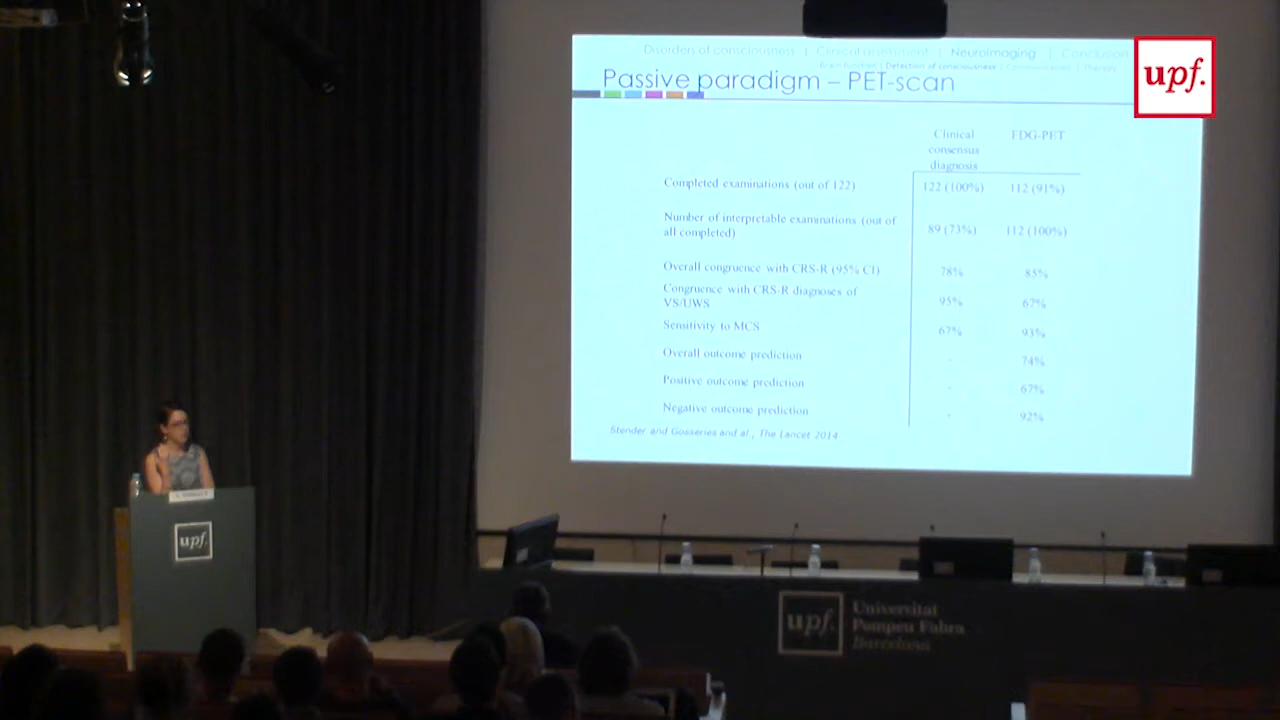 Disorders of consciousness | Clinical assessment | Neuroimaging | Conclusion
Brain function | Detection of consciousness | Communication | Therapy
Passive paradigm – PET-scan
upf.
Clinical consensus diagnosis
FDG-PET
Completed examinations (out of 122) 122 (100%) 112 (91%)
Number of interpretable examinations (out of
all completed) 89 (73%) 112 (100%)
Overall congruence with CRS-R (95% CI) 78% 85%
Congruence with CRS-R diagnoses of
VS/UWS 95% 67%
Sensitivity to MCS 67% 93%
Overall outcome prediction - 74%
Positive outcome prediction - 67%
Negative outcome prediction - 92%
Stender and Gosseries and al., The Lancet 2014
upf.
upf.
Universitat
Pompeu Fabra
Barcelona